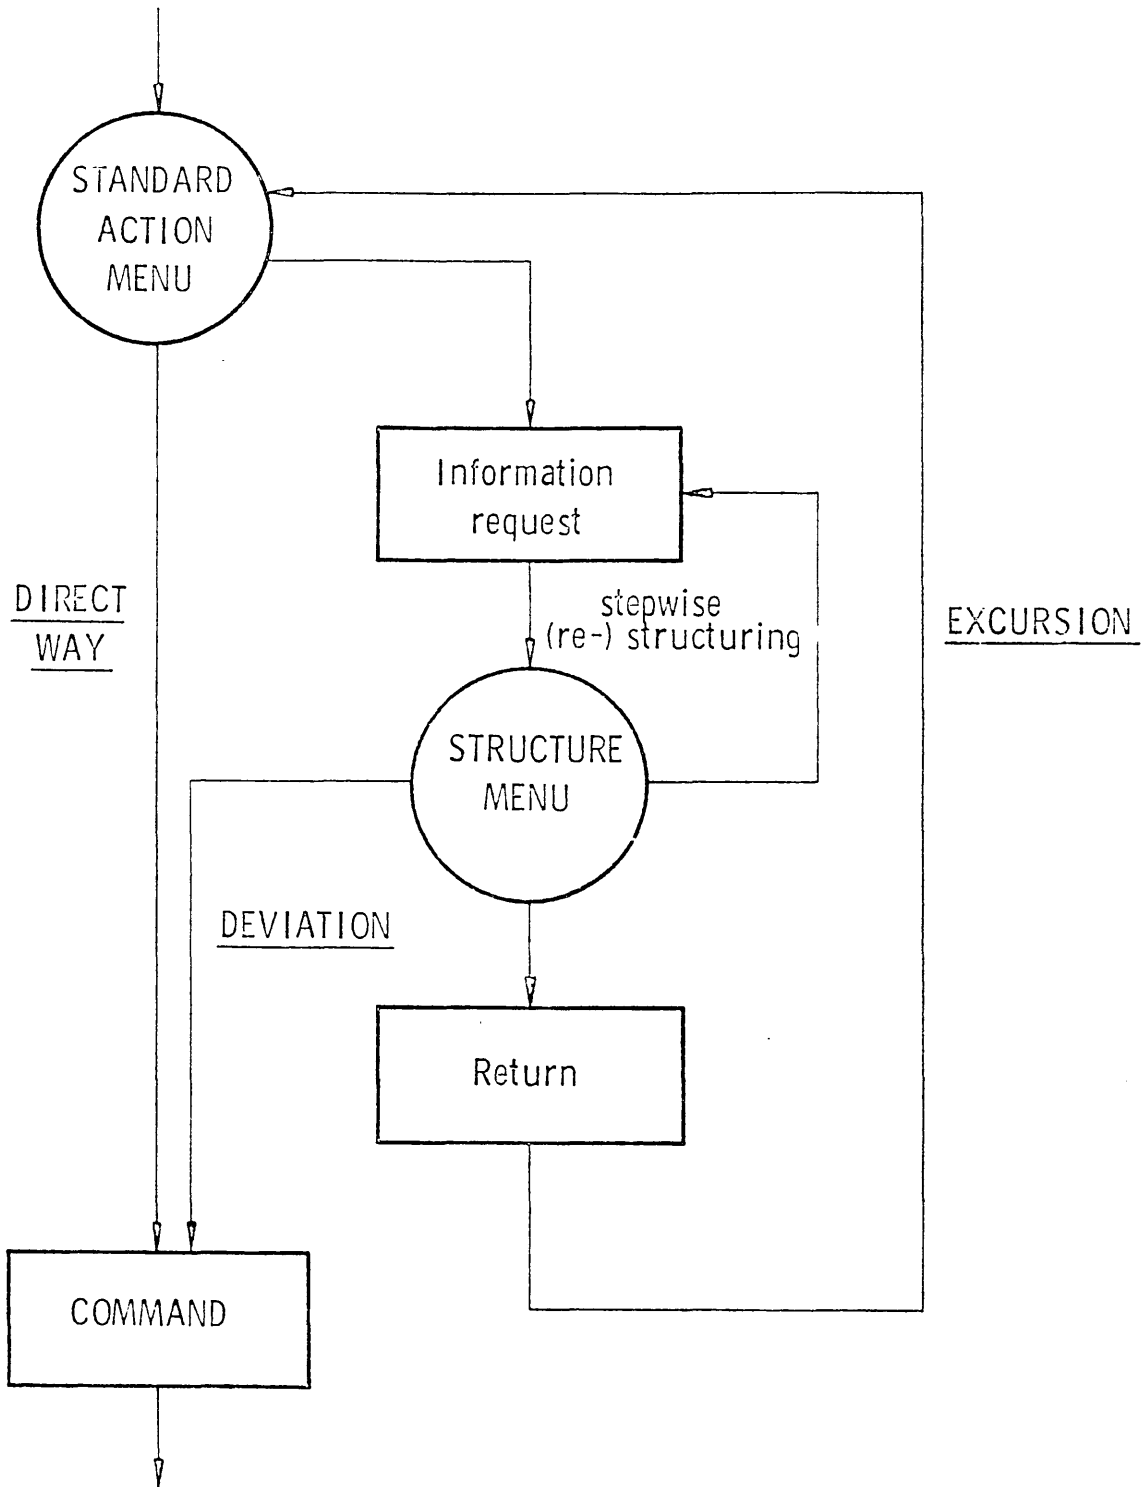 STANDARD
ACTION
MENU
Information
request
DIRECT
WAY
stepwise
(re-) structuring
EXCURSION
STRUCTURE
MENU
DEVIATION
Return
COMMAND